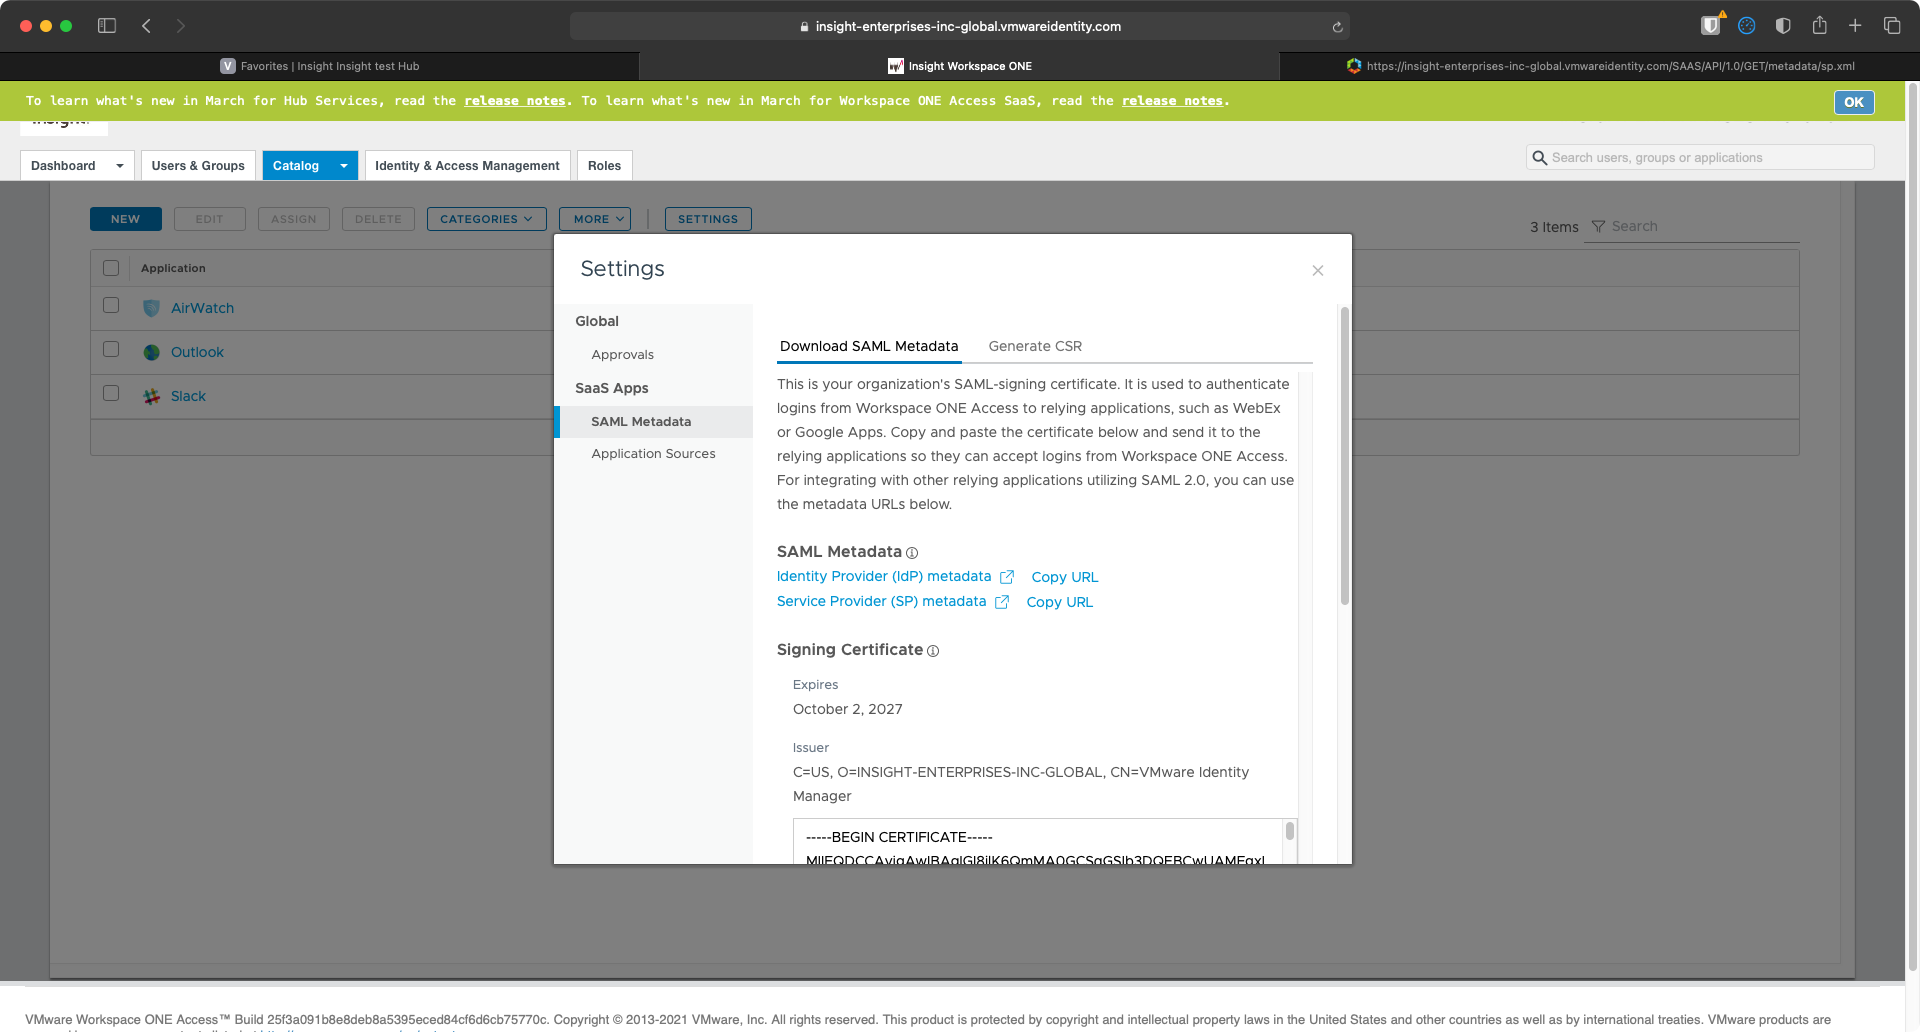 insight-enterprises-inc-global.vmwareidentity.com
Favorites | Insight Insight test Hub
Insight Workspace ONE
https://insight-enterprises-inc-global.vmwareidentity.com/SAAS/API/1.0/GET/metadata/sp.xml
To learn what's new in March for Hub Services, read the release notes. To learn what's new in March for Workspace ONE Access SaaS, read the release notes.
OK
Dashboard
Users & Groups
Catalog
Identity & Access Management
Roles
Search users, groups or applications
NEW
EDIT
ASSIGN
DELETE
CATEGORIES
MORE
SETTINGS
3 Items
Search
Application
AirWatch
Outlook
Slack
Settings
Global
Approvals
SaaS Apps
SAML Metadata
Application Sources
Download SAML Metadata
Generate CSR
This is your organization's SAML-signing certificate. It is used to authenticate
logins from Workspace ONE Access to relying applications, such as WebEx
or Google Apps. Copy and paste the certificate below and send it to the
relying applications so they can accept logins from Workspace ONE Access.
For integrating with other relying applications utilizing SAML 2.0, you can use
the metadata URLs below.
SAML Metadata
Identity Provider (IdP) metadata Copy URL
Service Provider (SP) metadata Copy URL
Signing Certificate
Expires
October 2, 2027
Issuer
C=US, O=INSIGHT-ENTERPRISES-INC-GLOBAL, CN=VMware Identity
Manager
-----BEGIN CERTIFICATE-----
VMware Workspace ONE Access™ Build 25f3a091b8e8deb8a5395eced84cf6d6cb75770c. Copyright © 2013-2021 VMware, Inc. All rights reserved. This product is protected by copyright and intellectual property laws in the United States and other countries as well as by international treaties. VMware products are